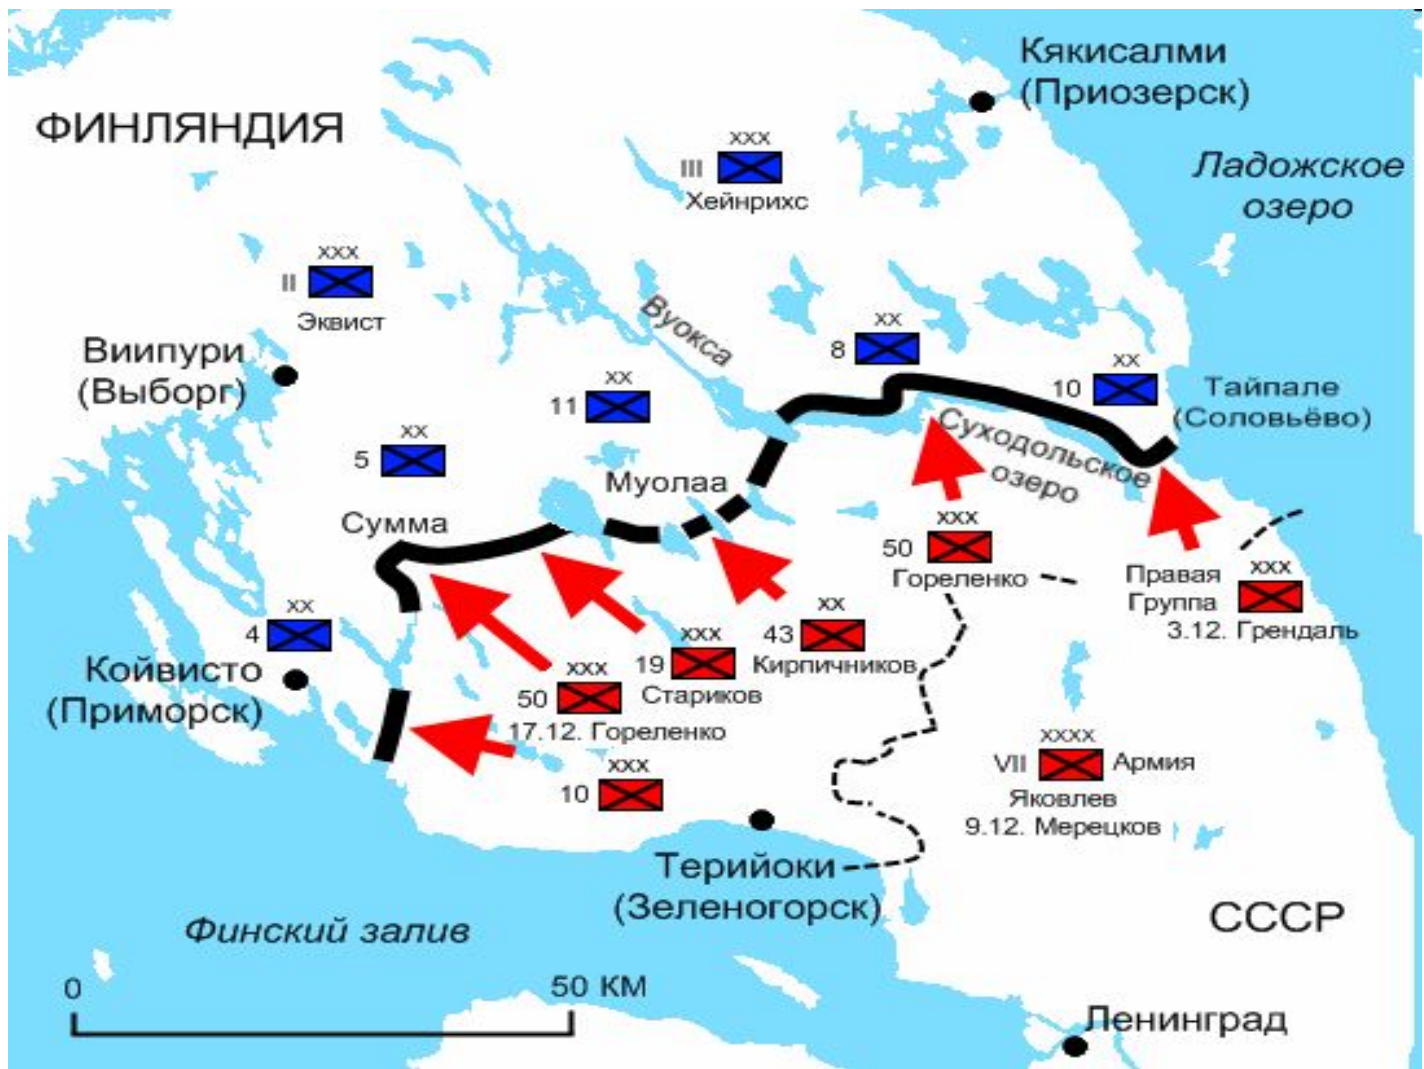 Кякисалми
(Приозерск)
ФИНЛЯНДИЯ
xxx
III
Хейнрихс
Ладожское
озеро
xxx
II
Эквист
Вуокса
Виипури
(Выборг)
xx
8
xx
10
Тайпале
(Соловьёво)
xx
11
xx
5
Суходольское
озеро
Муолаа
Сумма
xxx
50
Гореленко
xxx
Правая
Группа
3.12. Грендаль
xx
4
xx
43
Кирпичников
xxx
19
Стариков
xxx
50
17.12. Гореленко
Койвисто
(Приморск)
xxx
10
xxxx
VII
Армия
Яковлев
9.12. Мерецков
Терийоки
(Зеленогорск)
СССР
Финский залив
0
50 КМ
Ленинград